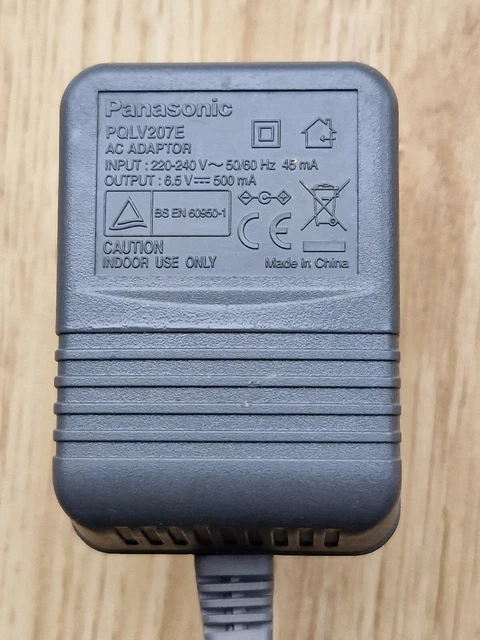 Panasonic
PQLV207E
AC ADAPTOR
INPUT : 220-240 V ~ 50/60 Hz 45 mA
OUTPUT : 6.5 V ⎓ 500 mA
BS EN 60950-1
CE
CAUTION
INDOOR USE ONLY
Made in China